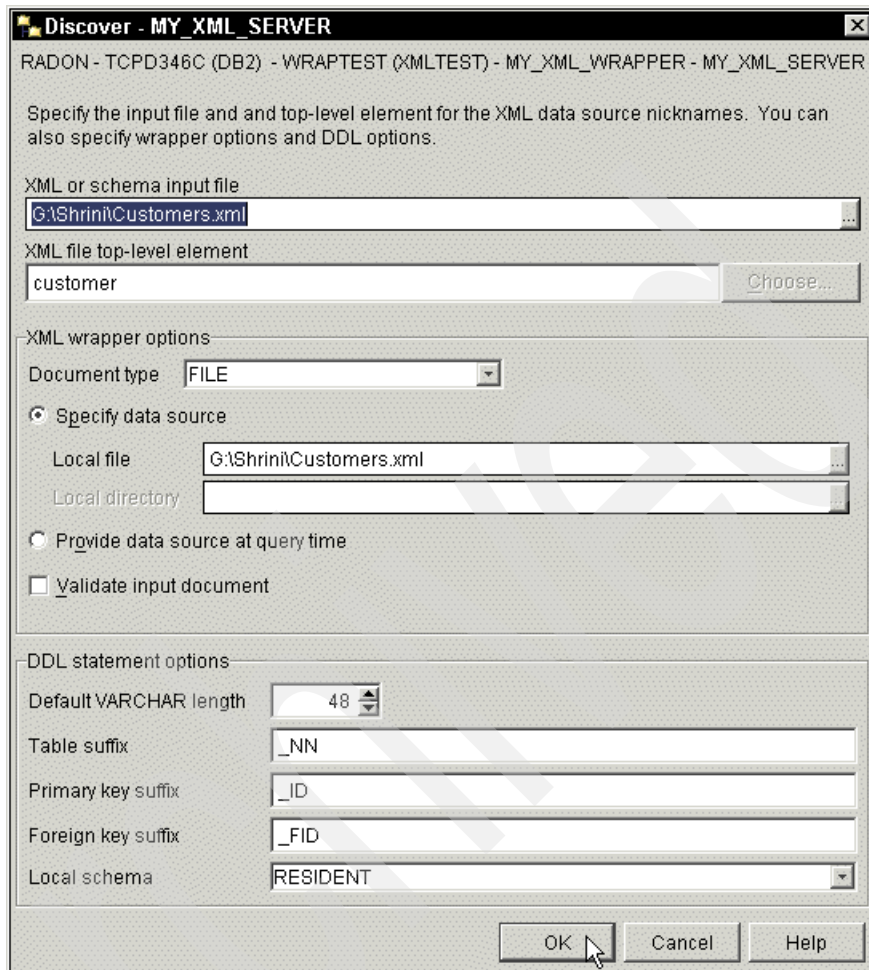 Discover - MY_XML_SERVER
RADON - TCPD346C (DB2) - WRAPTEST (XMLTEST) - MY_XML_WRAPPER - MY_XML_SERVER
Specify the input file and and top-level element for the XML data source nicknames. You can
also specify wrapper options and DDL options.
XML or schema input file
G:\Shrini\Customers.xml
...
XML file top-level element
customer
Choose...
XML wrapper options
Document type FILE
Specify data source
Local file G:\Shrini\Customers.xml ...
Local directory ...
Provide data source at query time
Validate input document
DDL statement options
Default VARCHAR length 48
Table suffix _NN
Primary key suffix _ID
Foreign key suffix _FID
Local schema RESIDENT
OK Cancel Help